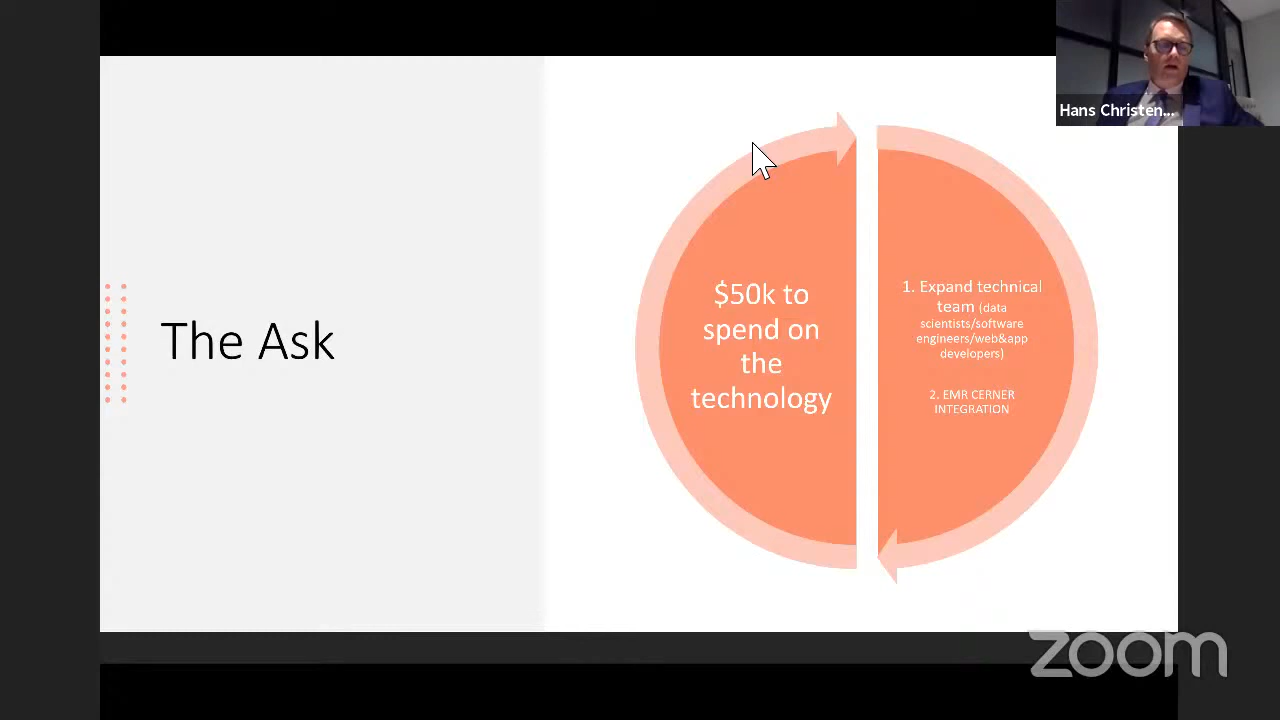 Hans Christen...
The Ask
$50k to
spend on
the
technology
1. Expand technical
team (data
scientists/software
engineers/web&app
developers)
2. EMR CERNER
INTEGRATION
zoom